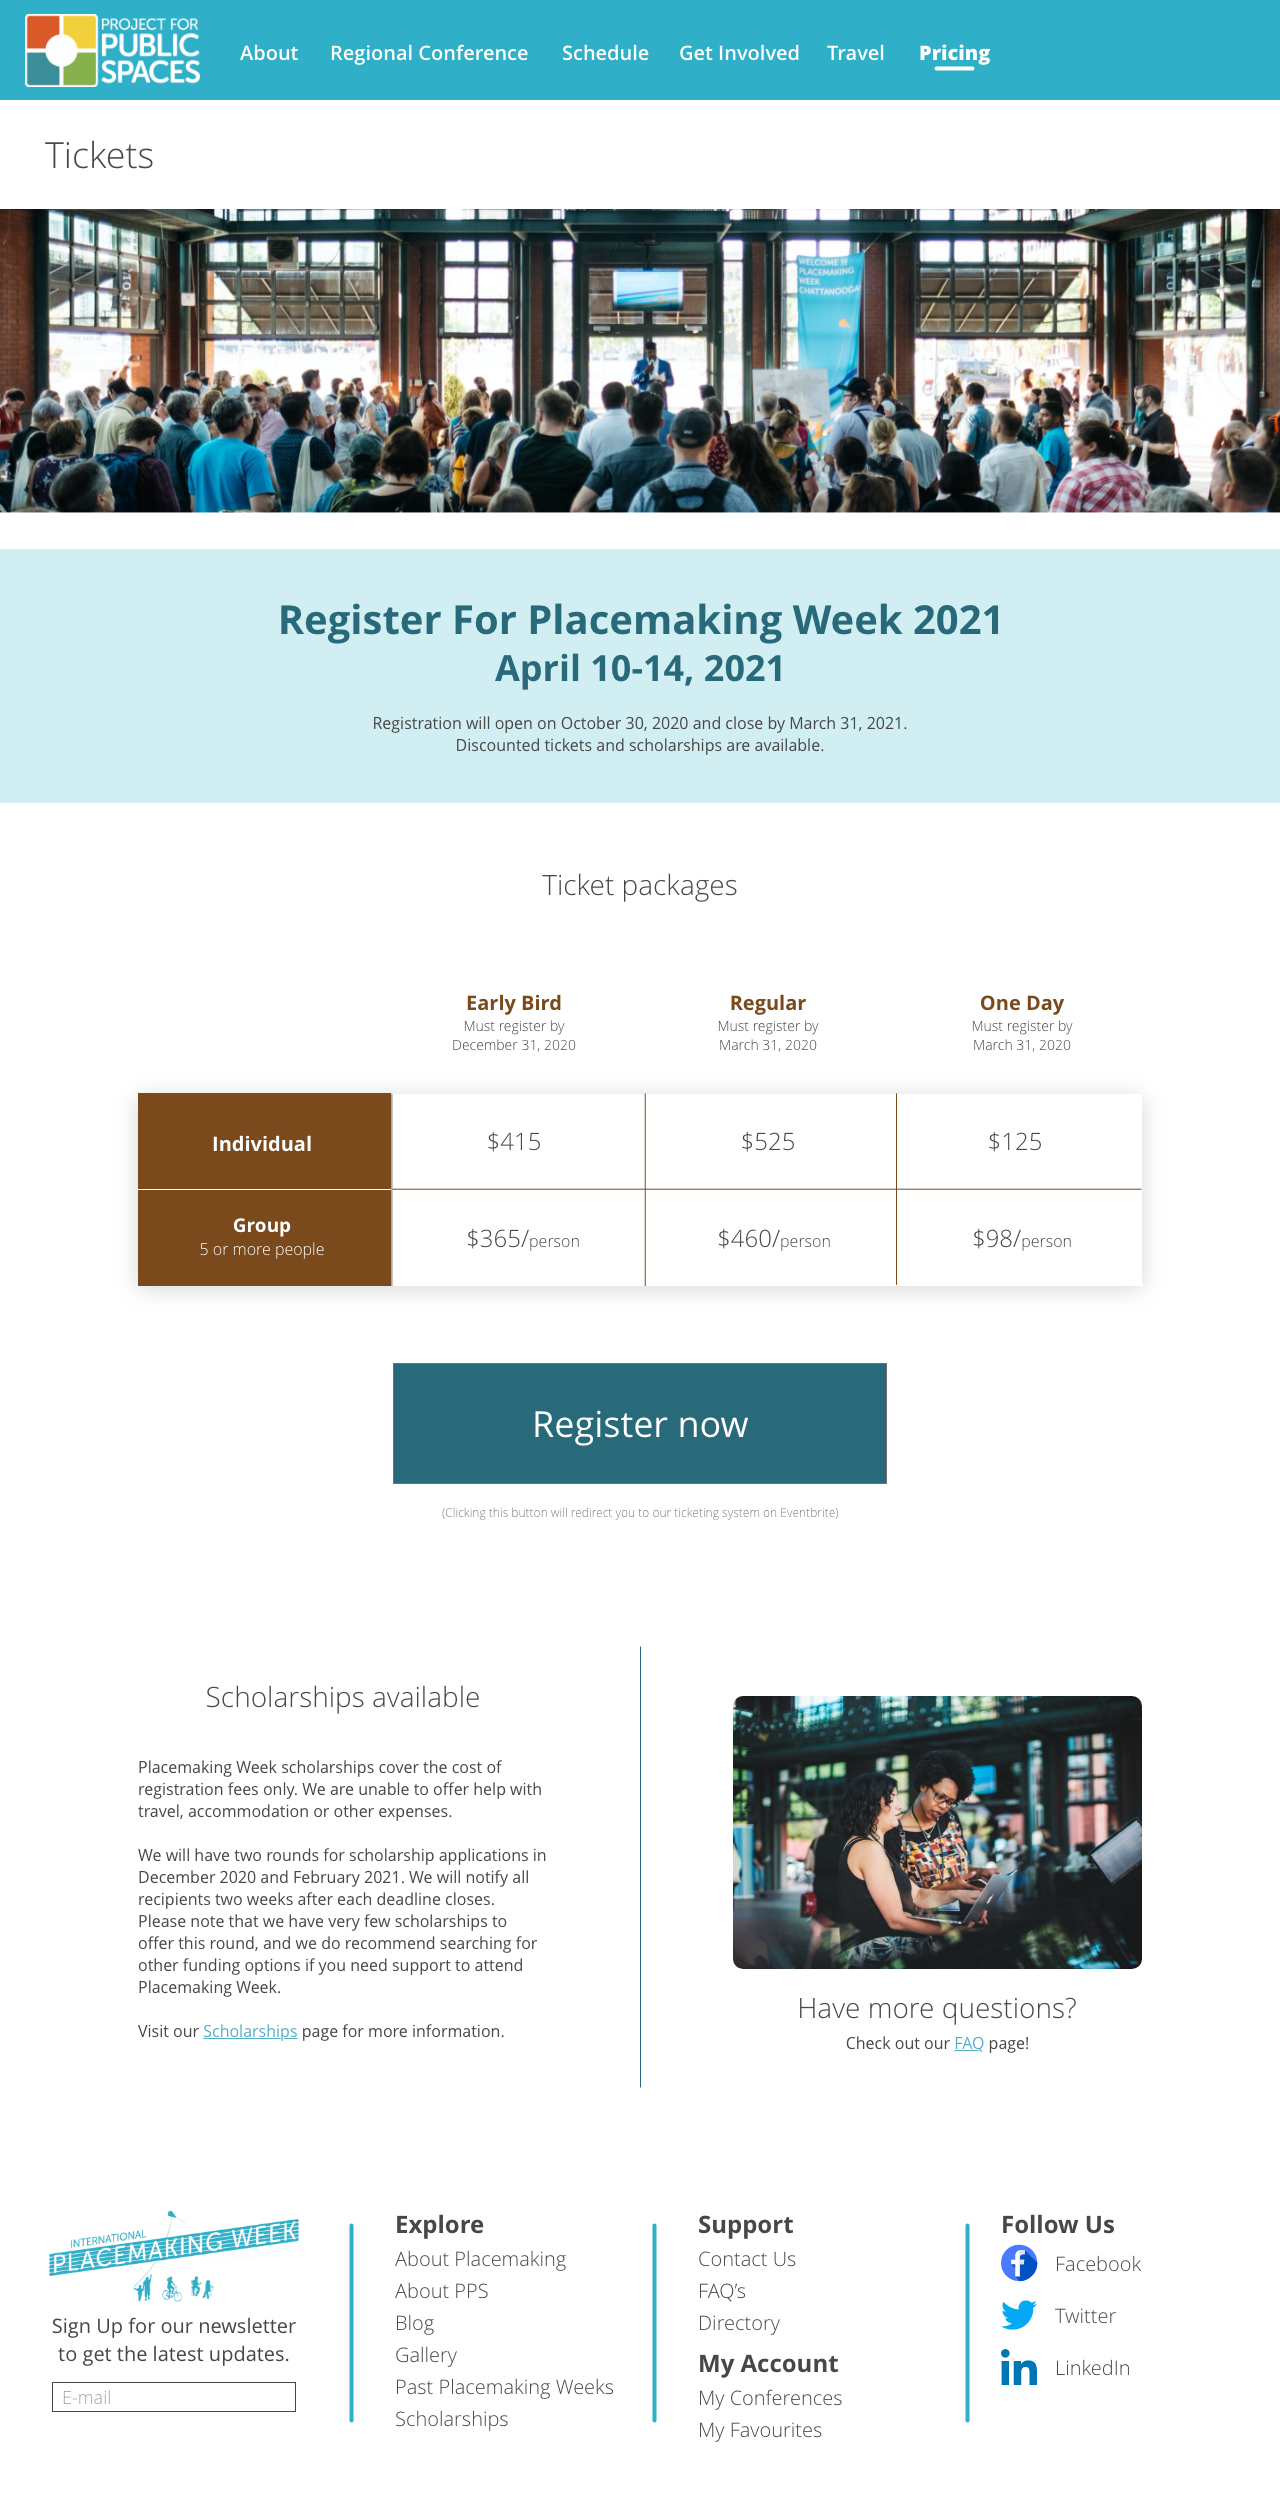 PROJECT FOR
PUBLIC
SPACES
About Regional Conference Schedule Get Involved Travel Pricing
Tickets
WELCOME TO
PLACEMAKING
WEEK
CHATTANOOGA
Register For Placemaking Week 2021
April 10-14, 2021
Registration will open on October 30, 2020 and close by March 31, 2021.
Discounted tickets and scholarships are available.
Ticket packages
Early Bird Regular One Day
Must register by Must register by Must register by
December 31, 2020 March 31, 2020 March 31, 2020
Individual $415 $525 $125
Group
5 or more people $365/person $460/person $98/person
Register now
(Clicking this button will redirect you to our ticketing system on Eventbrite)
Scholarships available
Placemaking Week scholarships cover the cost of
registration fees only. We are unable to offer help with
travel, accommodation or other expenses.
We will have two rounds for scholarship applications in
December 2020 and February 2021. We will notify all
recipients two weeks after each deadline closes.
Please note that we have very few scholarships to
offer this round, and we do recommend searching for
other funding options if you need support to attend
Placemaking Week.
Visit our Scholarships page for more information.
Have more questions?
Check out our FAQ page!
INTERNATIONAL
PLACEMAKING WEEK
Sign Up for our newsletter
to get the latest updates.
E-mail
Explore
About Placemaking
About PPS
Blog
Gallery
Past Placemaking Weeks
Scholarships
Support
Contact Us
FAQ's
Directory
My Account
My Conferences
My Favourites
Follow Us
Facebook
Twitter
LinkedIn